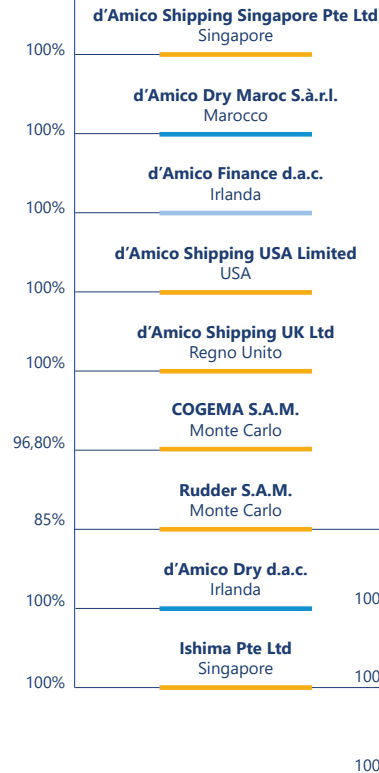 d’Amico Shipping Singapore Pte Ltd
Singapore
100%
d’Amico Dry Maroc S.à.r.l.
Marocco
100%
d’Amico Finance d.a.c.
Irlanda
100%
d’Amico Shipping USA Limited
USA
100%
d’Amico Shipping UK Ltd
Regno Unito
100%
COGEMA S.A.M.
Monte Carlo
96,80%
Rudder S.A.M.
Monte Carlo
85%
d’Amico Dry d.a.c.
Irlanda
100%
100
Ishima Pte Ltd
Singapore
100%
100
100